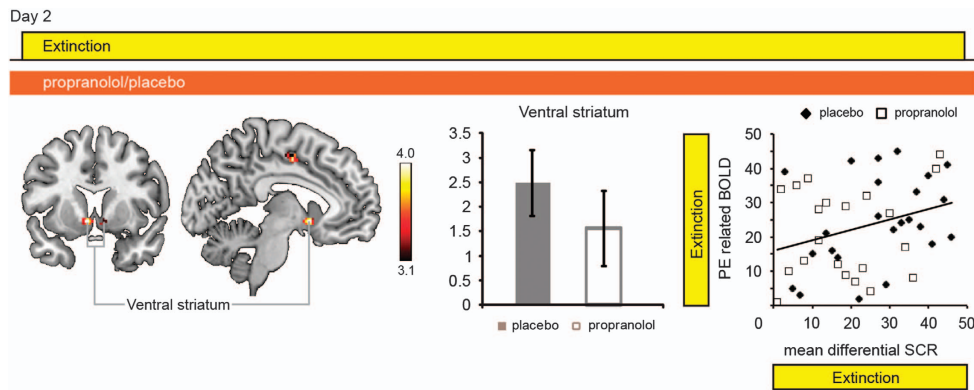 Day 2
Extinction
propranolol/placebo
4.0
3.1
Ventral striatum
Ventral striatum
3.5
3
2.5
2
1.5
1
0.5
0
placebo propranolol
Extinction
placebo propranolol
PE related BOLD
50
40
30
20
10
0 10 20 30 40 50
mean differential SCR
Extinction